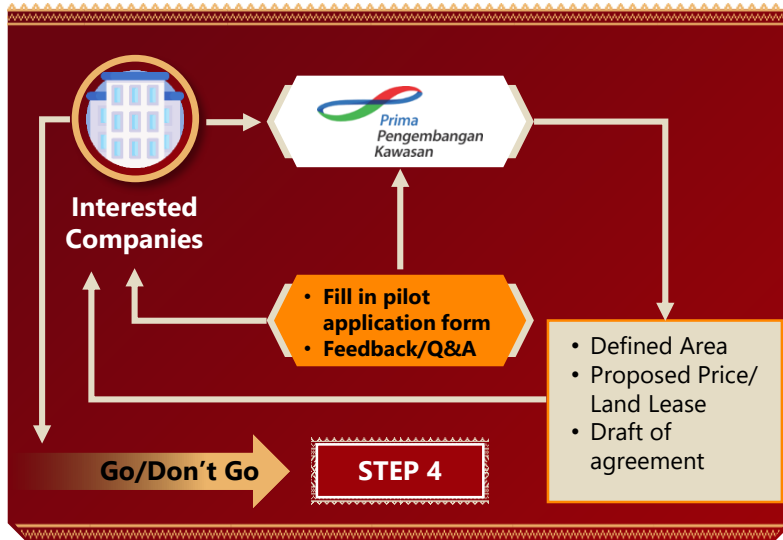 Prima
Pengembangan
Kawasan
Interested
Companies
• Fill in pilot
application form
• Feedback/Q&A
• Defined Area
• Proposed Price/
Land Lease
• Draft of
agreement
Go/Don’t Go
STEP 4